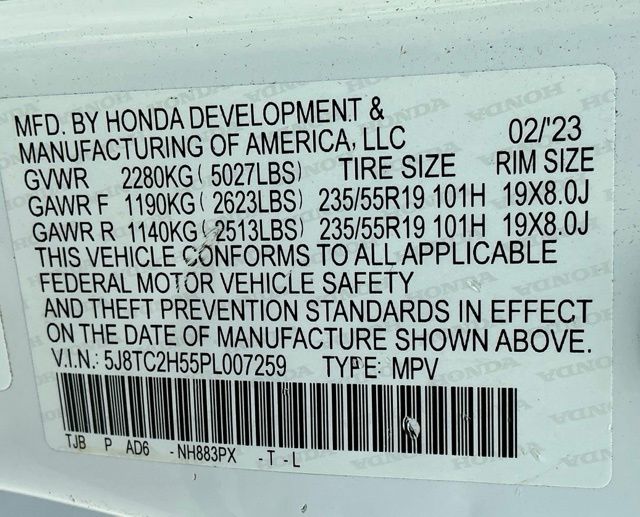 MFD. BY HONDA DEVELOPMENT &
MANUFACTURING OF AMERICA, LLC 02/'23
GVWR 2280KG (5027LBS) TIRE SIZE RIM SIZE
GAWR F 1190KG (2623LBS) 235/55R19 101H 19X8.0J
GAWR R 1140KG (2513LBS) 235/55R19 101H 19X8.0J
THIS VEHICLE CONFORMS TO ALL APPLICABLE
FEDERAL MOTOR VEHICLE SAFETY
AND THEFT PREVENTION STANDARDS IN EFFECT
ON THE DATE OF MANUFACTURE SHOWN ABOVE.
V.I.N.: 5J8TC2H55PL007259 TYPE: MPV
TJB P AD6 -NH883PX -T -L